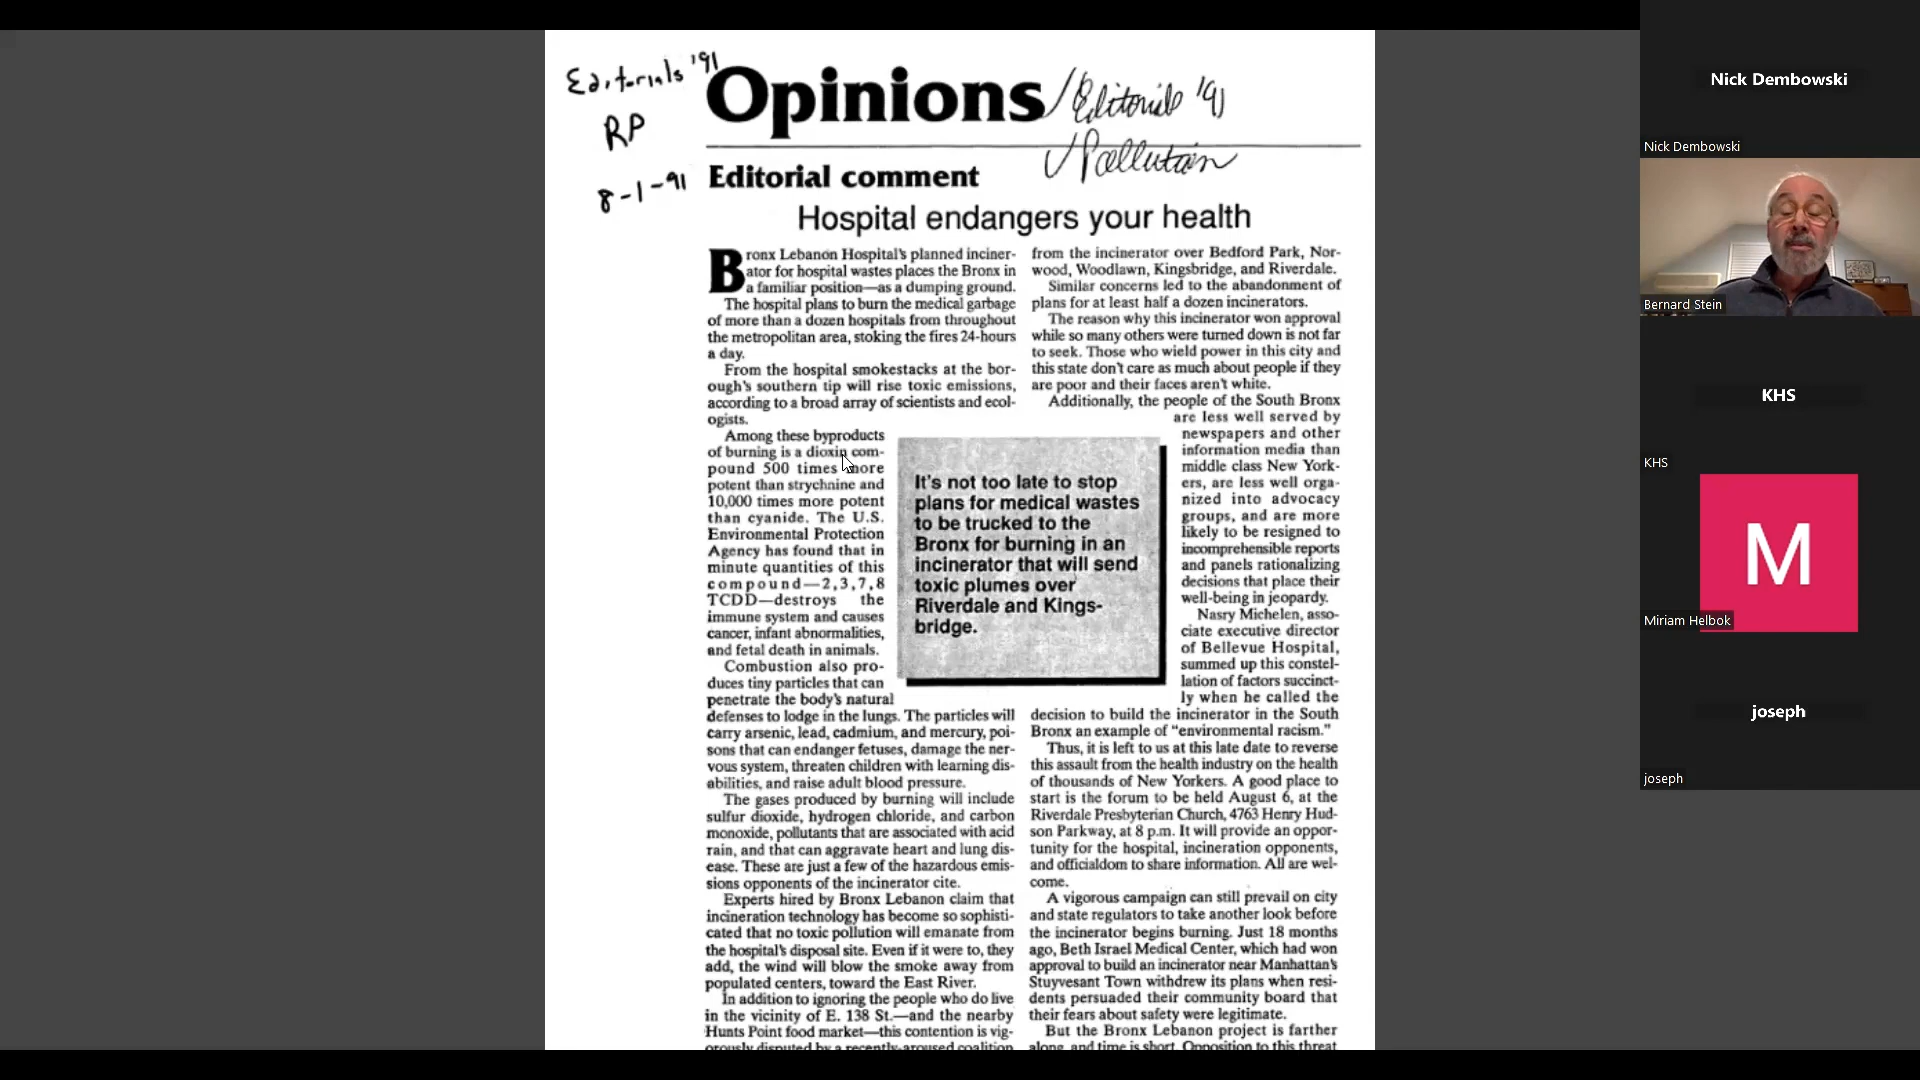 Editorials '91
RP
8-1-91
Opinions
/Editorials '91
√Pollution
Editorial comment
Hospital endangers your health
Bronx Lebanon Hospital's planned inciner-
ator for hospital wastes places the Bronx in
a familiar position—as a dumping ground.
The hospital plans to burn the medical garbage
of more than a dozen hospitals from throughout
the metropolitan area, stoking the fires 24-hours
a day.
From the hospital smokestacks at the bor-
ough's southern tip will rise toxic emissions,
according to a broad array of scientists and ecol-
ogists.
Among these byproducts
of burning is a dioxin com-
pound 500 times more
potent than strychnine and
10,000 times more potent
than cyanide. The U.S.
Environmental Protection
Agency has found that in
minute quantities of this
compound—2,3,7,8
TCDD—destroys the
immune system and causes
cancer, infant abnormalities,
and fetal death in animals.
Combustion also pro-
duces tiny particles that can
penetrate the body's natural
defenses to lodge in the lungs. The particles will
carry arsenic, lead, cadmium, and mercury, poi-
sons that can endanger fetuses, damage the ner-
vous system, threaten children with learning dis-
abilities, and raise adult blood pressure.
The gases produced by burning will include
sulfur dioxide, hydrogen chloride, and carbon
monoxide, pollutants that are associated with acid
rain, and that can aggravate heart and lung dis-
ease. These are just a few of the hazardous emis-
sions opponents of the incinerator cite.
Experts hired by Bronx Lebanon claim that
incineration technology has become so sophisti-
cated that no toxic pollution will emanate from
the hospital's disposal site. Even if it were to, they
add, the wind will blow the smoke away from
populated centers, toward the East River.
In addition to ignoring the people who do live
in the vicinity of E. 138 St.—and the nearby
Hunts Point food market—this contention is vig-
orously disputed by a recently-aroused coalition
It's not too late to stop
plans for medical wastes
to be trucked to the
Bronx for burning in an
incinerator that will send
toxic plumes over
Riverdale and Kings-
bridge.
from the incinerator over Bedford Park, Nor-
wood, Woodlawn, Kingsbridge, and Riverdale.
Similar concerns led to the abandonment of
plans for at least half a dozen incinerators.
The reason why this incinerator won approval
while so many others were turned down is not far
to seek. Those who wield power in this city and
this state don't care as much about people if they
are poor and their faces aren't white.
Additionally, the people of the South Bronx
are less well served by
newspapers and other
information media than
middle class New York-
ers, are less well orga-
nized into advocacy
groups, and are more
likely to be resigned to
incomprehensible reports
and panels rationalizing
decisions that place their
well-being in jeopardy.
Nasry Michelen, asso-
ciate executive director
of Bellevue Hospital,
summed up this constel-
lation of factors succinct-
ly when he called the
decision to build the incinerator in the South
Bronx an example of "environmental racism."
Thus, it is left to us at this late date to reverse
this assault from the health industry on the health
of thousands of New Yorkers. A good place to
start is the forum to be held August 6, at the
Riverdale Presbyterian Church, 4763 Henry Hud-
son Parkway, at 8 p.m. It will provide an oppor-
tunity for the hospital, incineration opponents,
and officialdom to share information. All are wel-
come.
A vigorous campaign can still prevail on city
and state regulators to take another look before
the incinerator begins burning. Just 18 months
ago, Beth Israel Medical Center, which had won
approval to build an incinerator near Manhattan's
Stuyvesant Town withdrew its plans when resi-
dents persuaded their community board that
their fears about safety were legitimate.
But the Bronx Lebanon project is farther
along, and time is short. Opposition to this threat
Nick Dembowski
Nick Dembowski
Bernard Stein
KHS
KHS
M
Miriam Helbok
joseph
joseph